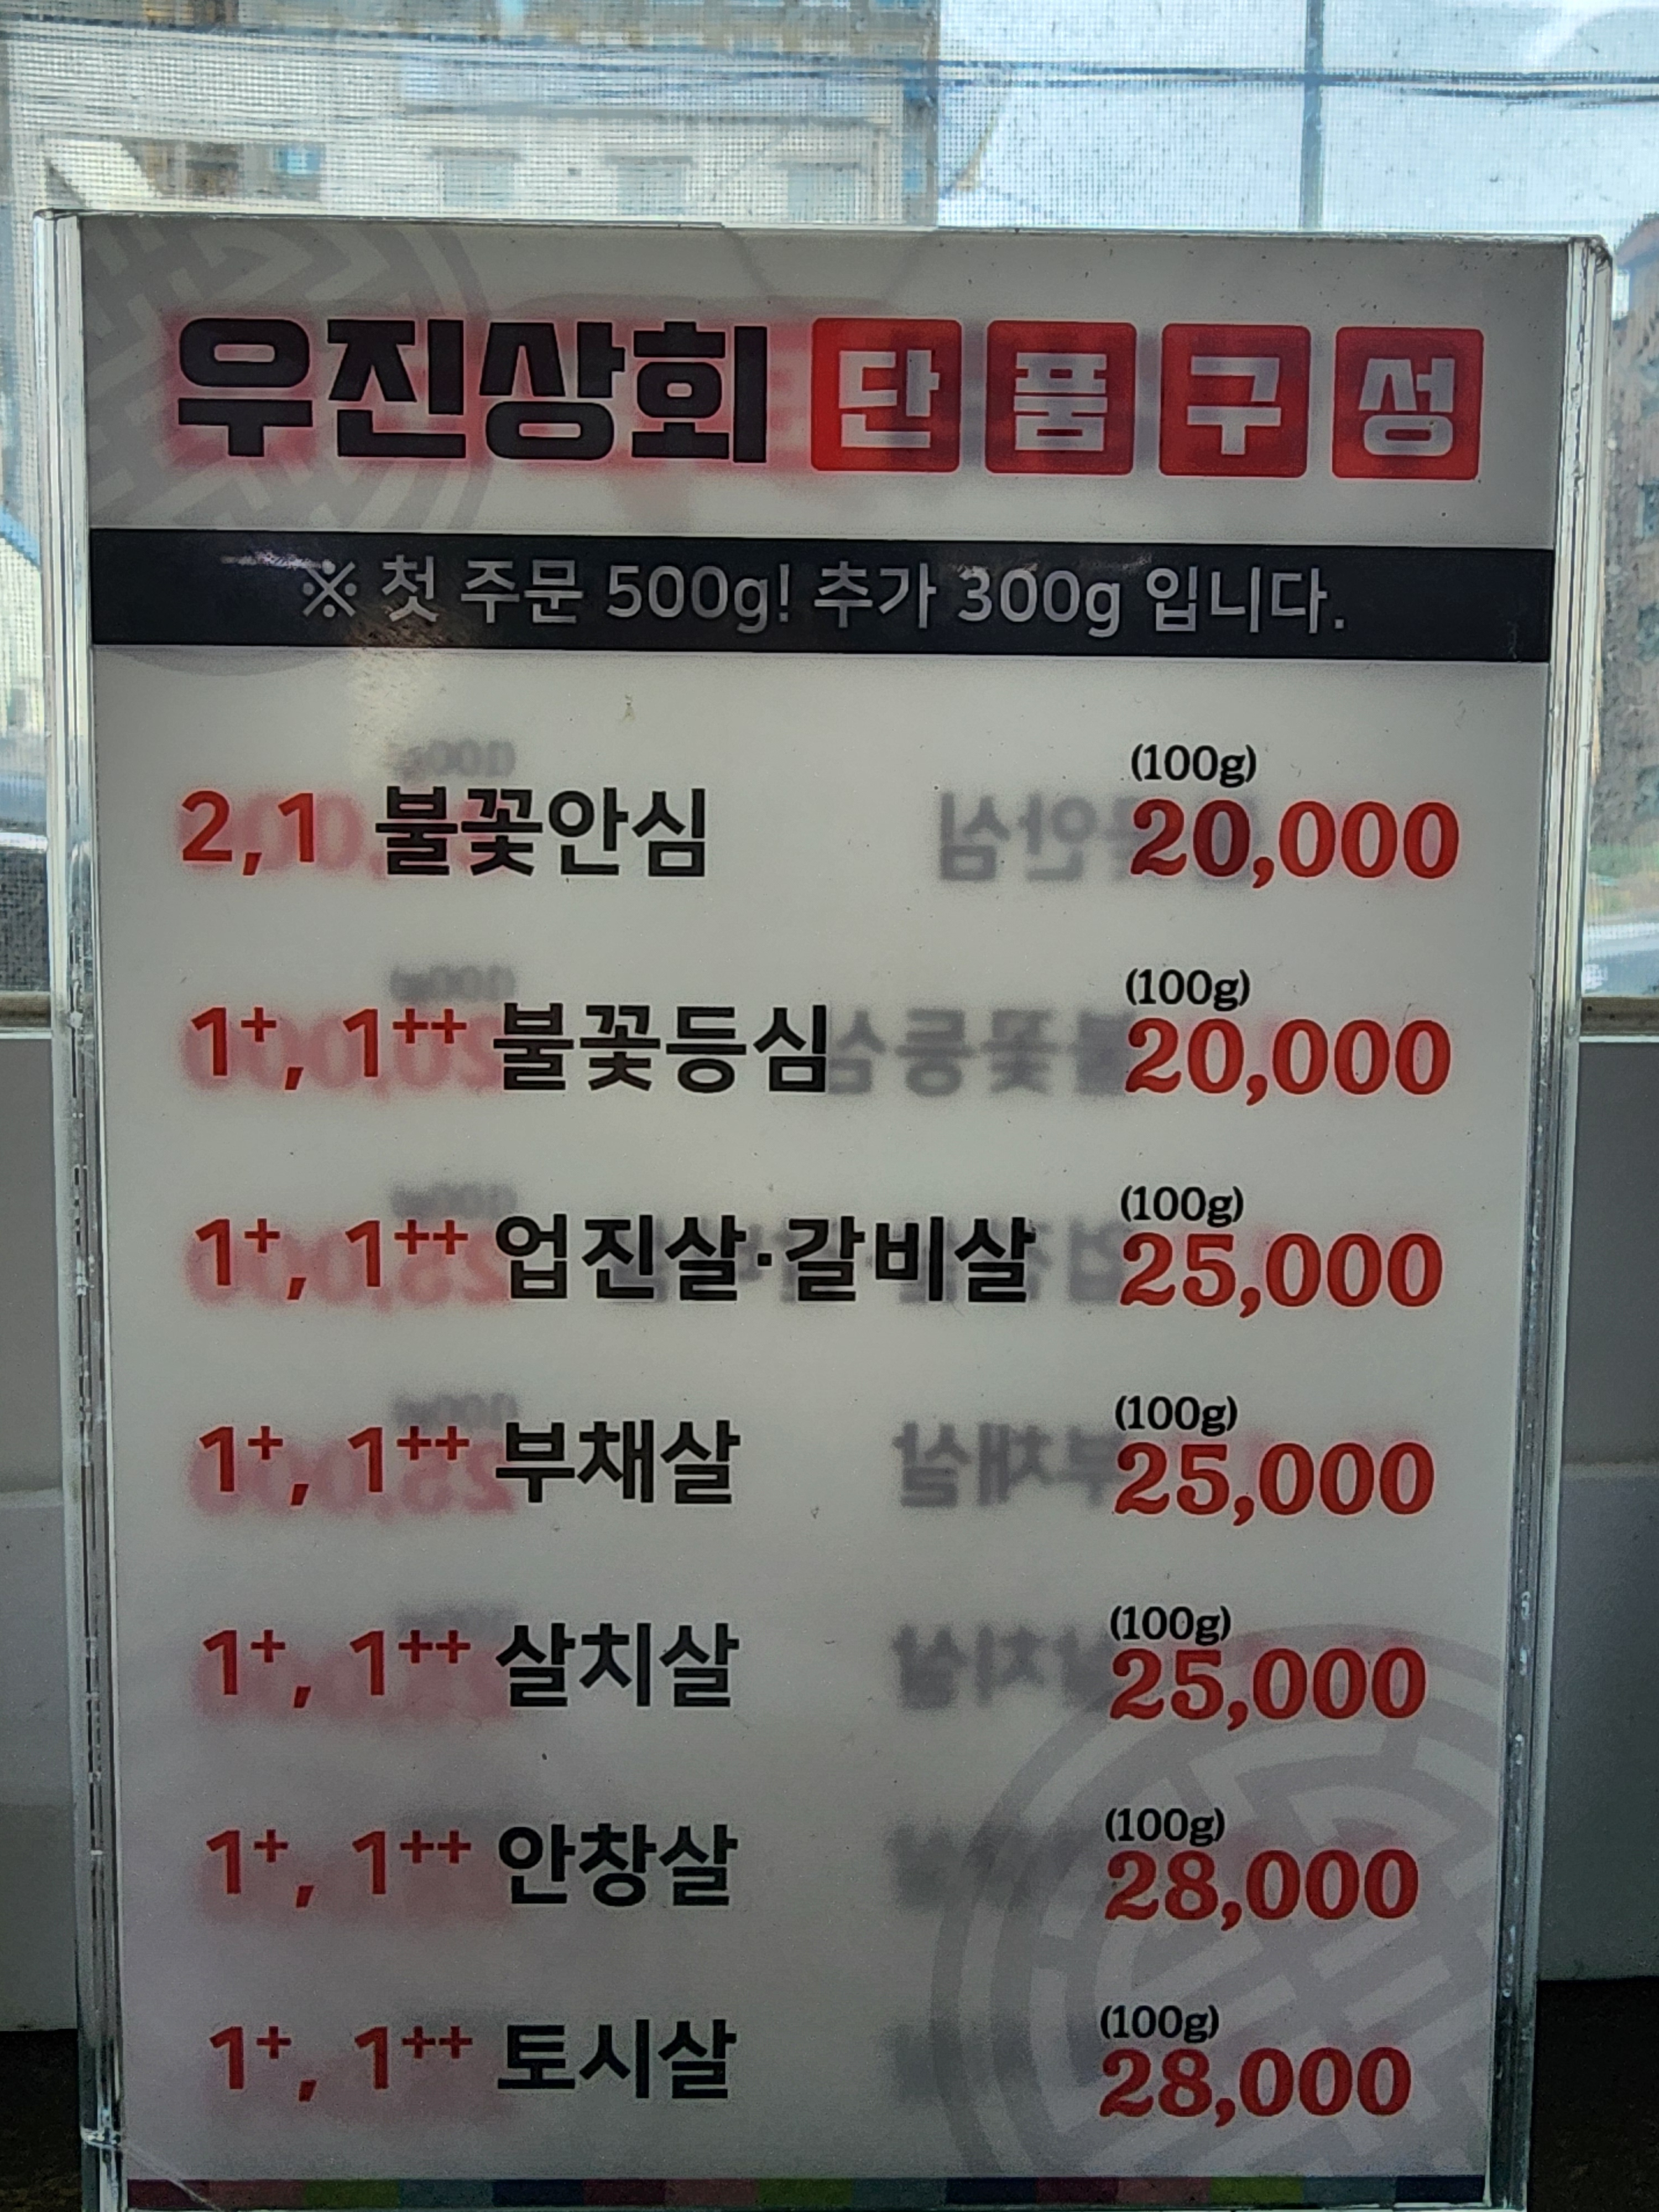 우진상회 단품구성
※ 첫 주문 500g! 추가 300g 입니다.
(100g)
2,1 불꽃안심 20,000
(100g)
1+, 1++ 불꽃등심 20,000
(100g)
1+, 1++ 업진살·갈비살 25,000
(100g)
1+, 1++ 부채살 25,000
(100g)
1+, 1++ 살치살 25,000
(100g)
1+, 1++ 안창살 28,000
(100g)
1+, 1++ 토시살 28,000